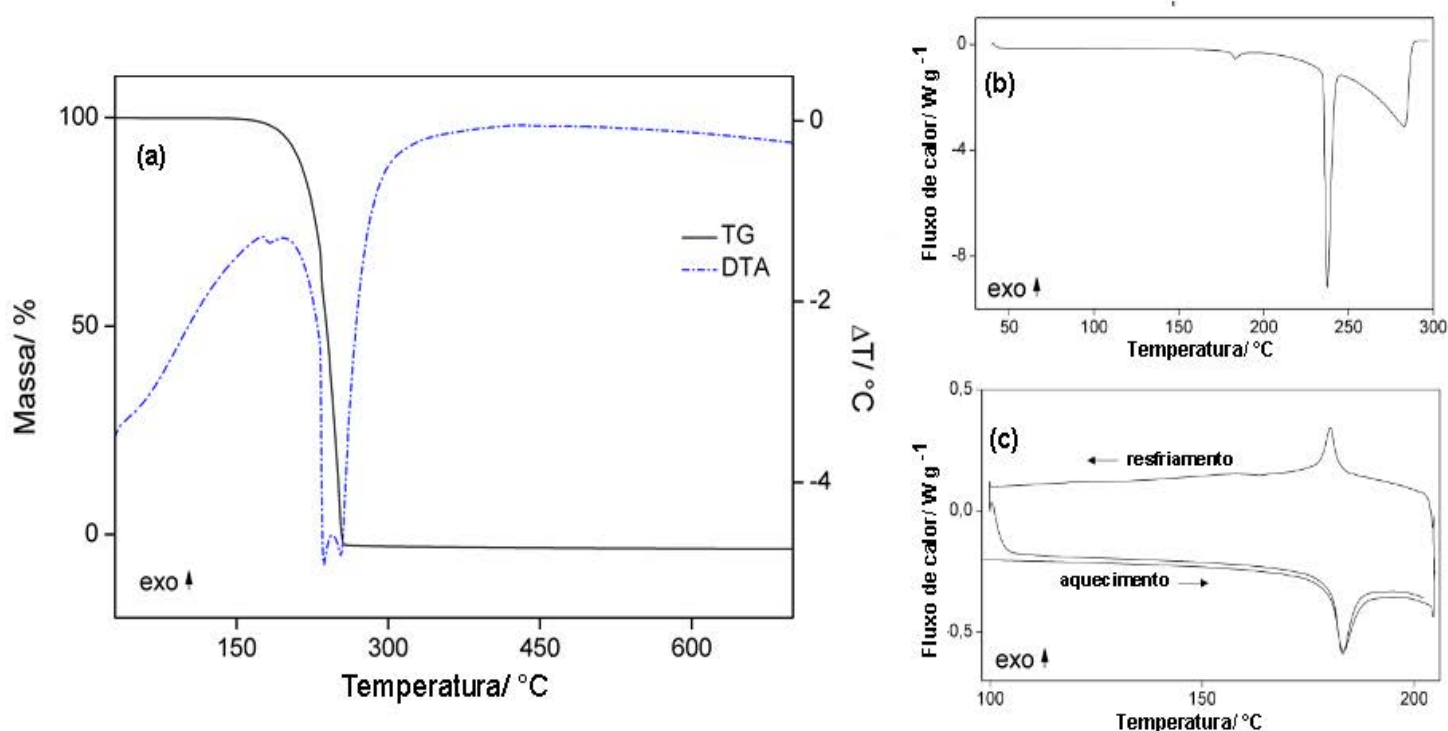 (a)
100
50
0
Massa/ %
0
-2
-4
ΔT/ °C
TG
DTA
exo
150
300
450
600
Temperatura/ °C
(b)
0
-4
-8
Fluxo de calor/ W g⁻¹
exo
50
100
150
200
250
300
Temperatura/ °C
(c)
0,5
0,0
-0,5
Fluxo de calor/ W g⁻¹
resfriamento
aquecimento
exo
100
150
200
Temperatura/ °C